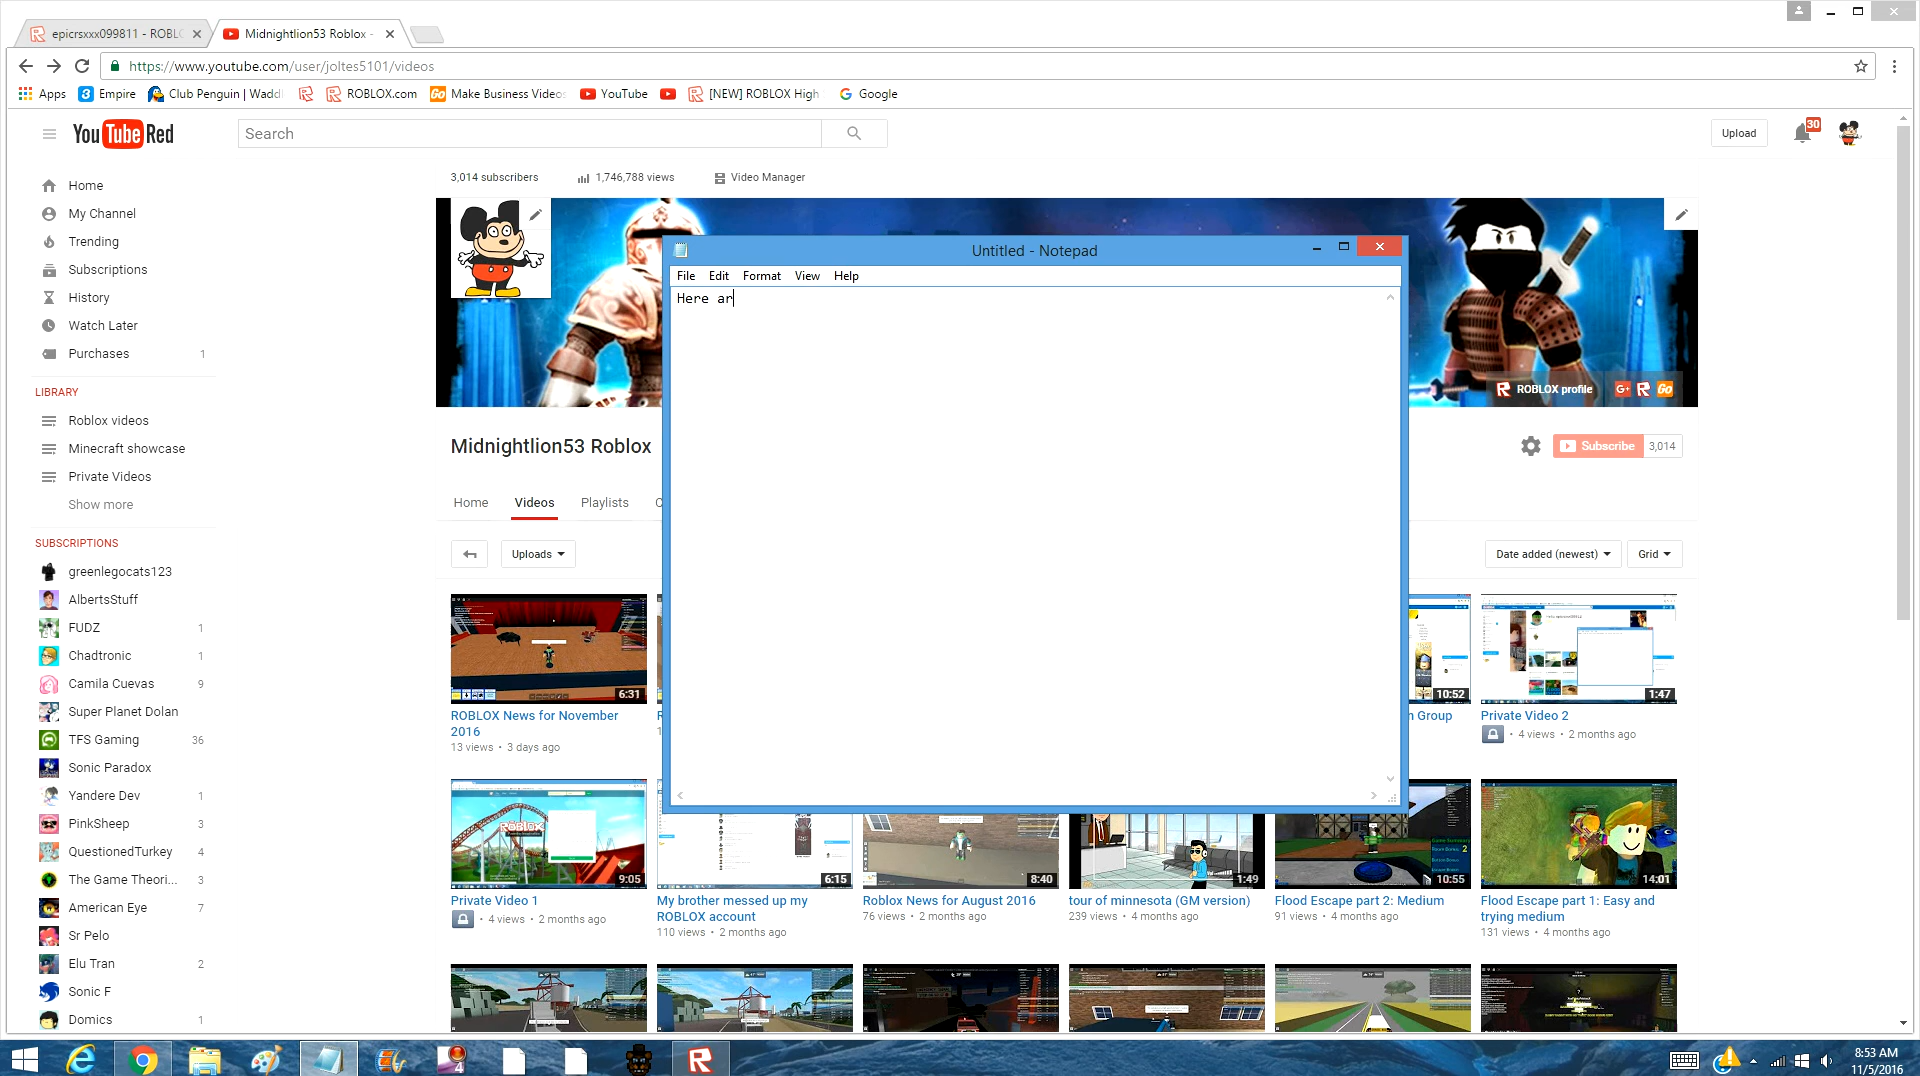 epicrsxxx099811 - ROBLO
Midnightlion53 Roblox -
https://www.youtube.com/user/joltes5101/videos
Apps
Empire
Club Penguin | Waddl
ROBLOX.com
Make Business Videos
YouTube
[NEW] ROBLOX High
Google
YouTube Red
Search
Upload
30
Home
My Channel
Trending
Subscriptions
History
Watch Later
Purchases 1
LIBRARY
Roblox videos
Minecraft showcase
Private Videos
Show more
SUBSCRIPTIONS
greenlegocats123
AlbertsStuff
FUDZ 1
Chadtronic 1
Camila Cuevas 9
Super Planet Dolan
TFS Gaming 36
Sonic Paradox
Yandere Dev 1
PinkSheep 3
QuestionedTurkey 4
The Game Theori... 3
American Eye 7
Sr Pelo
Elu Tran 2
Sonic F
Domics 1
3,014 subscribers
1,746,788 views
Video Manager
ROBLOX profile
Untitled - Notepad
File Edit Format View Help
Here ar
Midnightlion53 Roblox
Subscribe 3,014
Home Videos Playlists C
Uploads
Date added (newest)
Grid
6:31
10:52
1:47
ROBLOX News for November
2016
13 views • 3 days ago
n Group
Private Video 2
• 4 views • 2 months ago
ROBLOX
9:05
6:15
8:40
1:49
10:55
14:01
Private Video 1
• 4 views • 2 months ago
My brother messed up my
ROBLOX account
110 views • 2 months ago
Roblox News for August 2016
76 views • 2 months ago
tour of minnesota (GM version)
239 views • 4 months ago
Flood Escape part 2: Medium
91 views • 4 months ago
Flood Escape part 1: Easy and
trying medium
131 views • 4 months ago
8:53 AM
11/5/2016